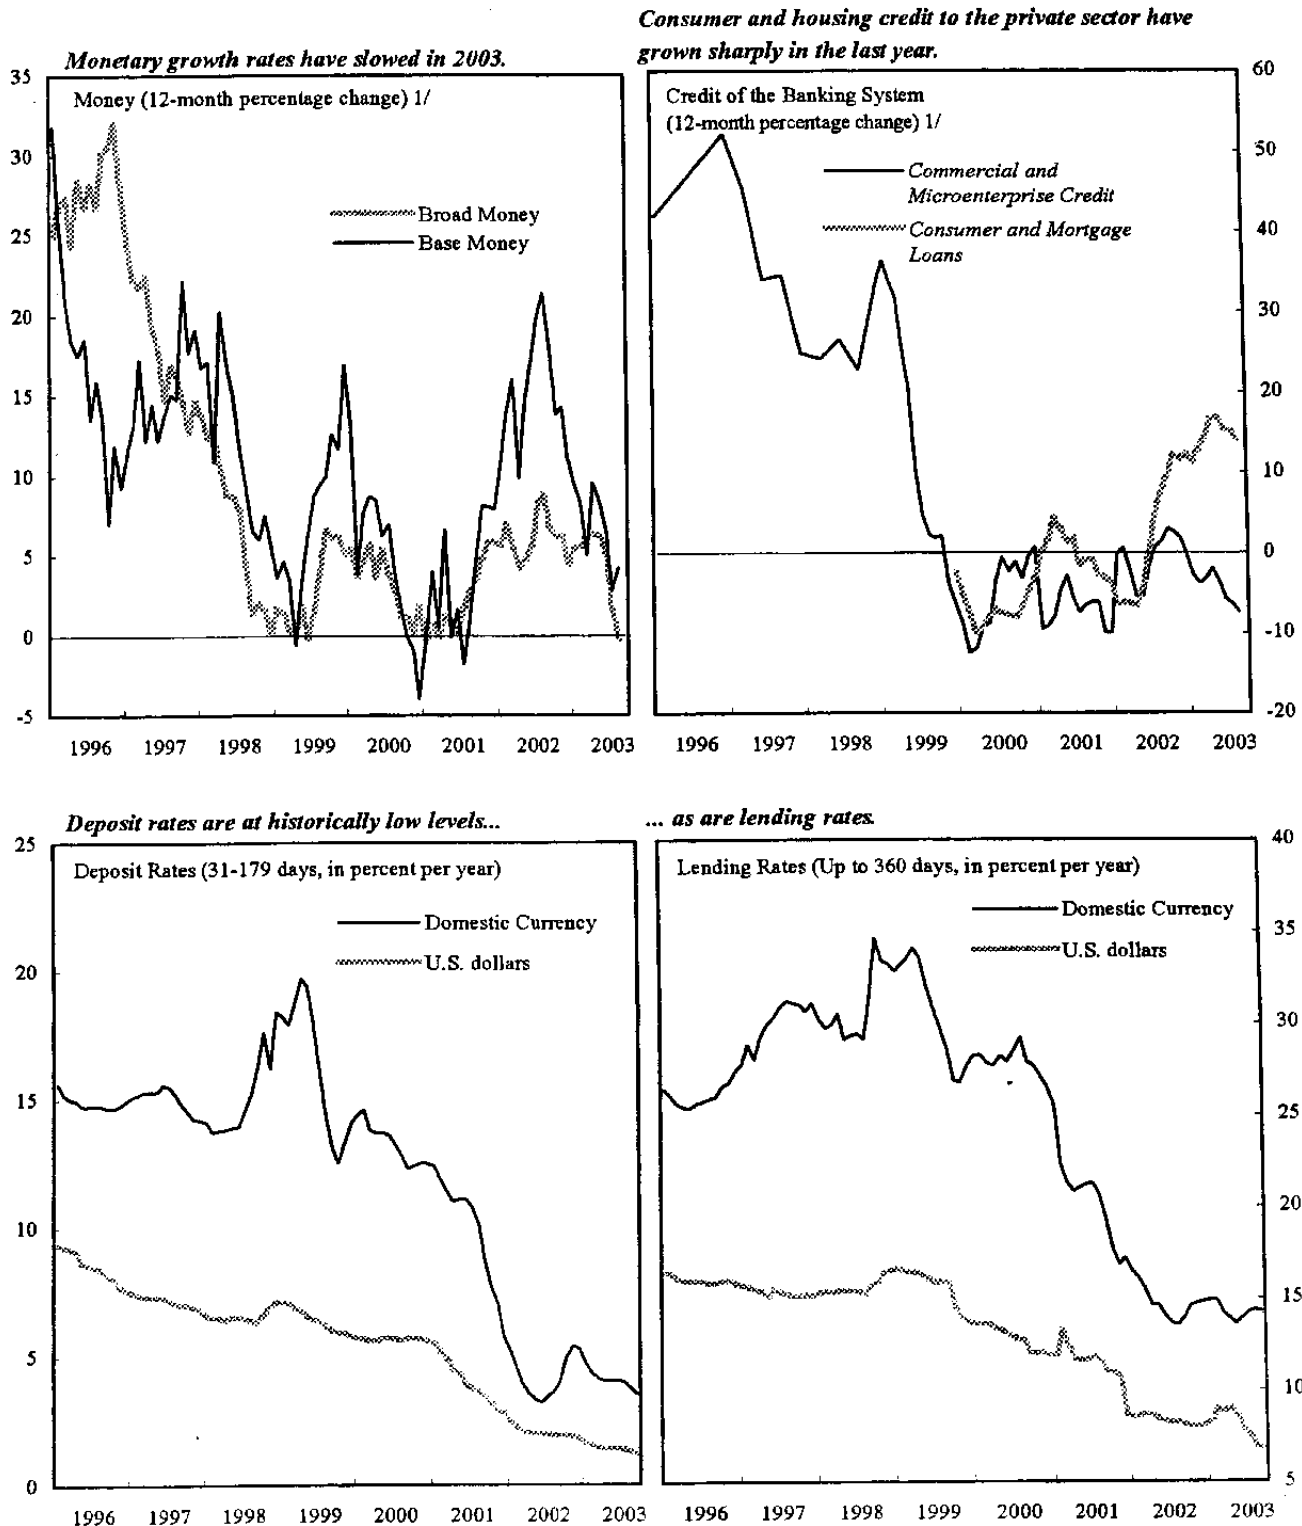 Monetary growth rates have slowed in 2003.
35
Money (12-month percentage change) 1/
30
Broad Money
25
Base Money
20
15
10
5
0
-5
1996 1997 1998 1999 2000 2001 2002 2003
Consumer and housing credit to the private sector have
grown sharply in the last year.
60
Credit of the Banking System
(12-month percentage change) 1/
50
Commercial and
Microenterprise Credit
40
Consumer and Mortgage
Loans
30
20
10
0
-10
-20
1996 1997 1998 1999 2000 2001 2002 2003
Deposit rates are at historically low levels...
25
Deposit Rates (31-179 days, in percent per year)
Domestic Currency
U.S. dollars
20
15
10
5
0
1996 1997 1998 1999 2000 2001 2002 2003
... as are lending rates.
40
Lending Rates (Up to 360 days, in percent per year)
Domestic Currency
35
U.S. dollars
30
25
20
15
10
5
1996 1997 1998 1999 2000 2001 2002 2003